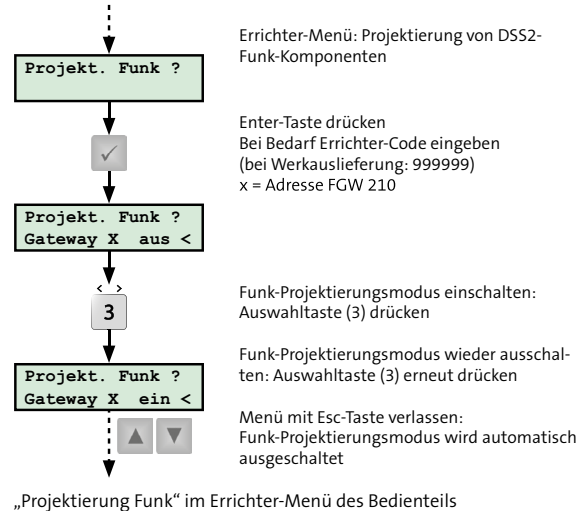 Errichter-Menü: Projektierung von DSS2-
Funk-Komponenten
Projekt. Funk ?
Enter-Taste drücken
Bei Bedarf Errichter-Code eingeben
(bei Werkauslieferung: 999999)
x = Adresse FGW 210
Projekt. Funk ?
Gateway X  aus <
< >
3
Funk-Projektierungsmodus einschalten:
Auswahltaste (3) drücken
Funk-Projektierungsmodus wieder ausschal-
ten: Auswahltaste (3) erneut drücken
Projekt. Funk ?
Gateway X  ein <
Menü mit Esc-Taste verlassen:
Funk-Projektierungsmodus wird automatisch
ausgeschaltet
„Projektierung Funk“ im Errichter-Menü des Bedienteils